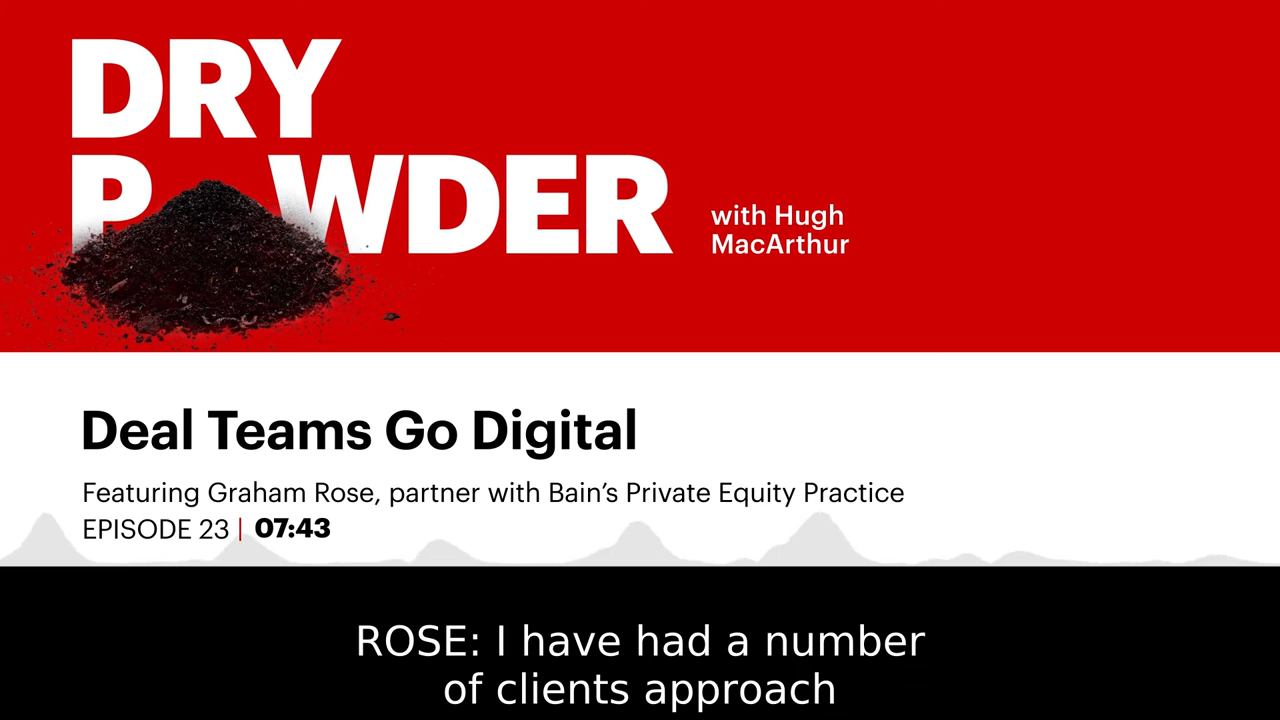 DRY
POWDER
with Hugh
MacArthur
Deal Teams Go Digital
Featuring Graham Rose, partner with Bain’s Private Equity Practice
EPISODE 23 | 07:43
ROSE: I have had a number
of clients approach